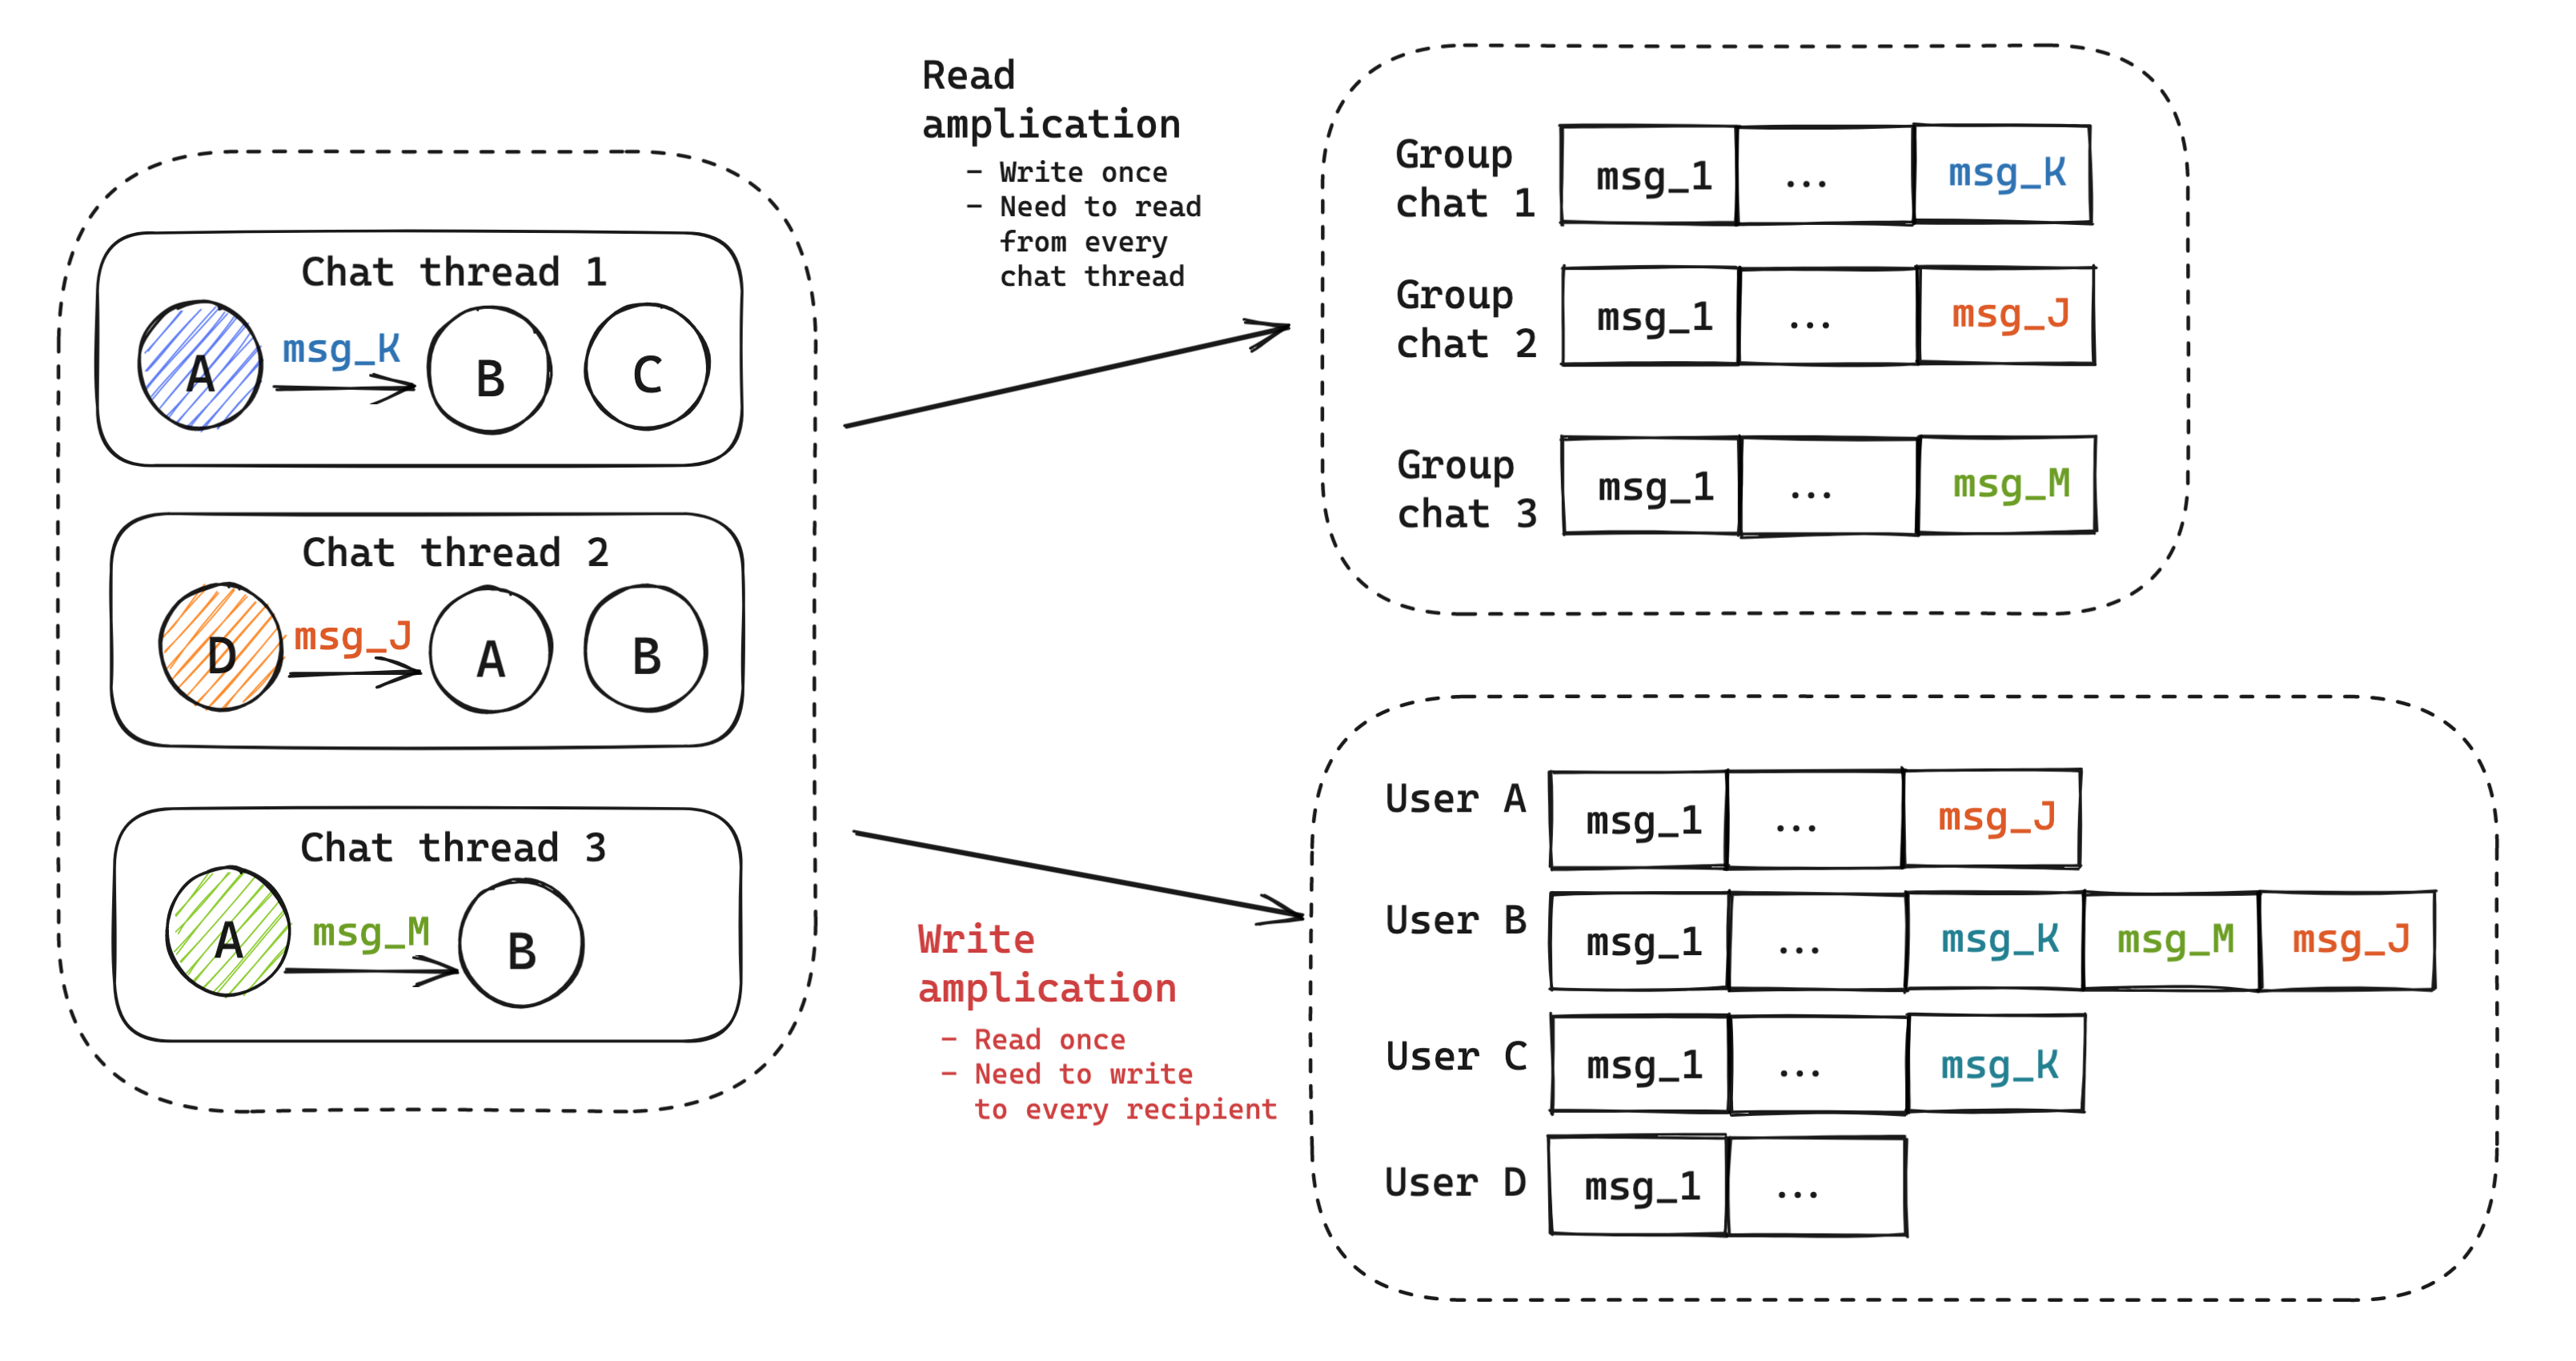 Chat thread 1
A
msg_K
B
C
Chat thread 2
D
msg_J
A
B
Chat thread 3
A
msg_M
B
Read
amplication
- Write once
- Need to read
from every
chat thread
Write
amplication
- Read once
- Need to write
to every recipient
Group
chat 1
msg_1 ... msg_K
Group
chat 2
msg_1 ... msg_J
Group
chat 3
msg_1 ... msg_M
User A msg_1 ... msg_J
User B msg_1 ... msg_K msg_M msg_J
User C msg_1 ... msg_K
User D msg_1 ...